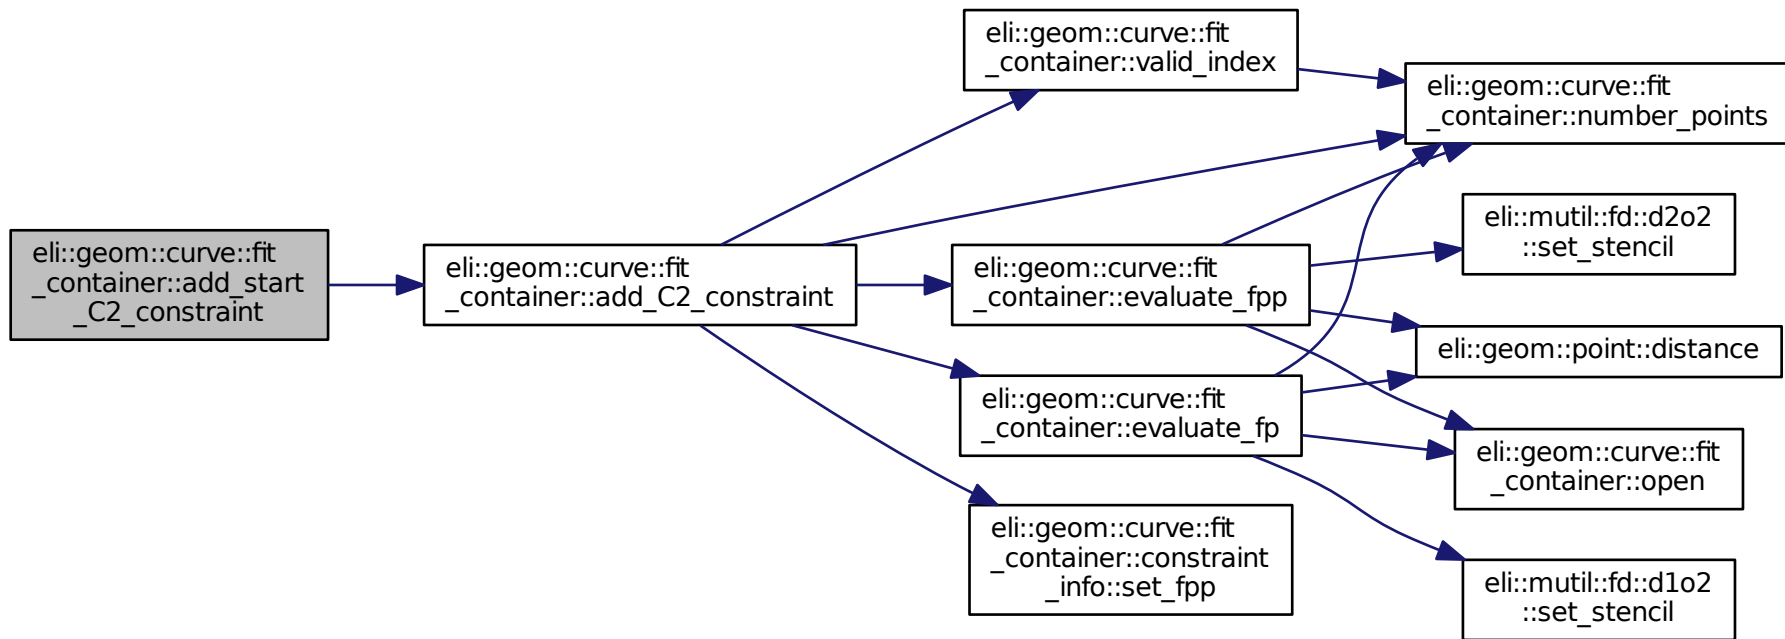 eli::geom::curve::fit
_container::add_start
_C2_constraint
eli::geom::curve::fit
_container::add_C2_constraint
eli::geom::curve::fit
_container::valid_index
eli::geom::curve::fit
_container::evaluate_fpp
eli::geom::curve::fit
_container::evaluate_fp
eli::geom::curve::fit
_container::constraint
_info::set_fpp
eli::geom::curve::fit
_container::number_points
eli::mutil::fd::d2o2
::set_stencil
eli::geom::point::distance
eli::geom::curve::fit
_container::open
eli::mutil::fd::d1o2
::set_stencil